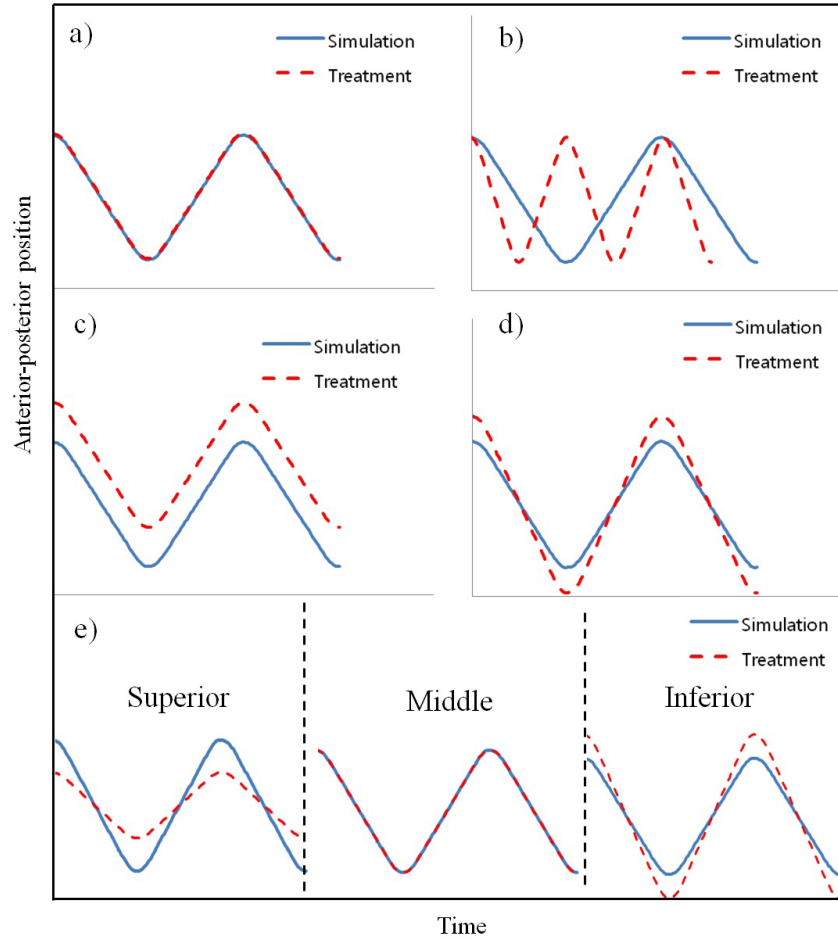 a)
Simulation
Treatment
b)
Simulation
Treatment
Anterior-posterior position
c)
Simulation
Treatment
d)
Simulation
Treatment
e)
Simulation
Treatment
Superior
Middle
Inferior
Time